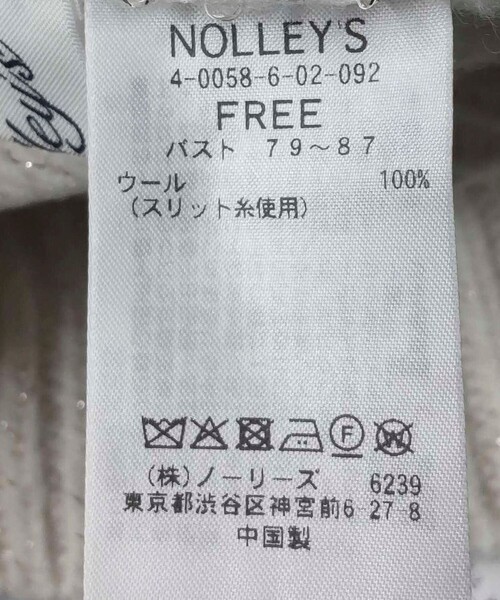 NOLLEY'S
4-0058-6-02-092
FREE
バスト 79～87
ウール 100%
(スリット糸使用)
F
W
(株)ノーリーズ 6239
東京都渋谷区神宮前6 27-8
中国製